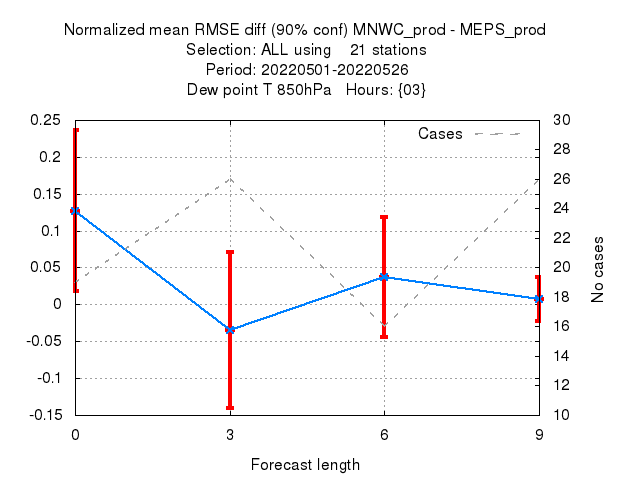 Normalized mean RMSE diff (90% conf) MNWC_prod - MEPS_prod
Selection: ALL using 21 stations
Period: 20220501-20220526
Dew point T 850hPa Hours: {03}
Cases
0.25
0.2
0.15
0.1
0.05
0
-0.05
-0.1
-0.15
30
28
26
24
22
20
18
16
14
12
10
No cases
0 3 6 9
Forecast length